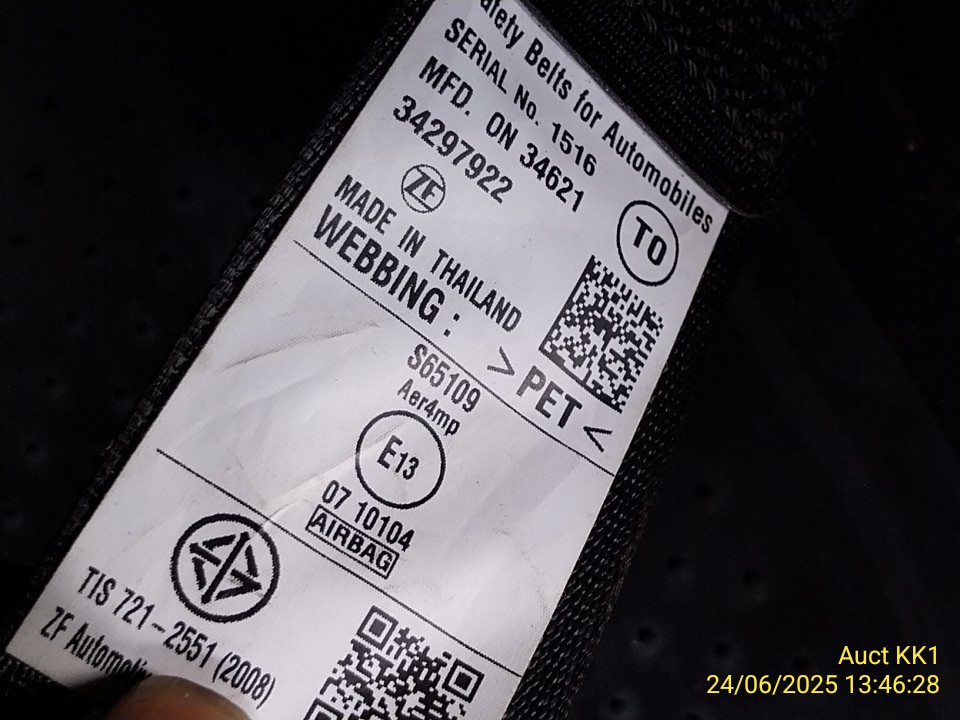 afety Belts for Automobiles
SERIAL No. 1516
MFD. ON 34621
34297922
TO
ZF
MADE IN THAILAND
WEBBING :
> PET <
S65109
Aer4mp
E13
07 10104
AIRBAG
TIS 721-2551 (2008)
ZF Automotiv
Auct KK1
24/06/2025 13:46:28